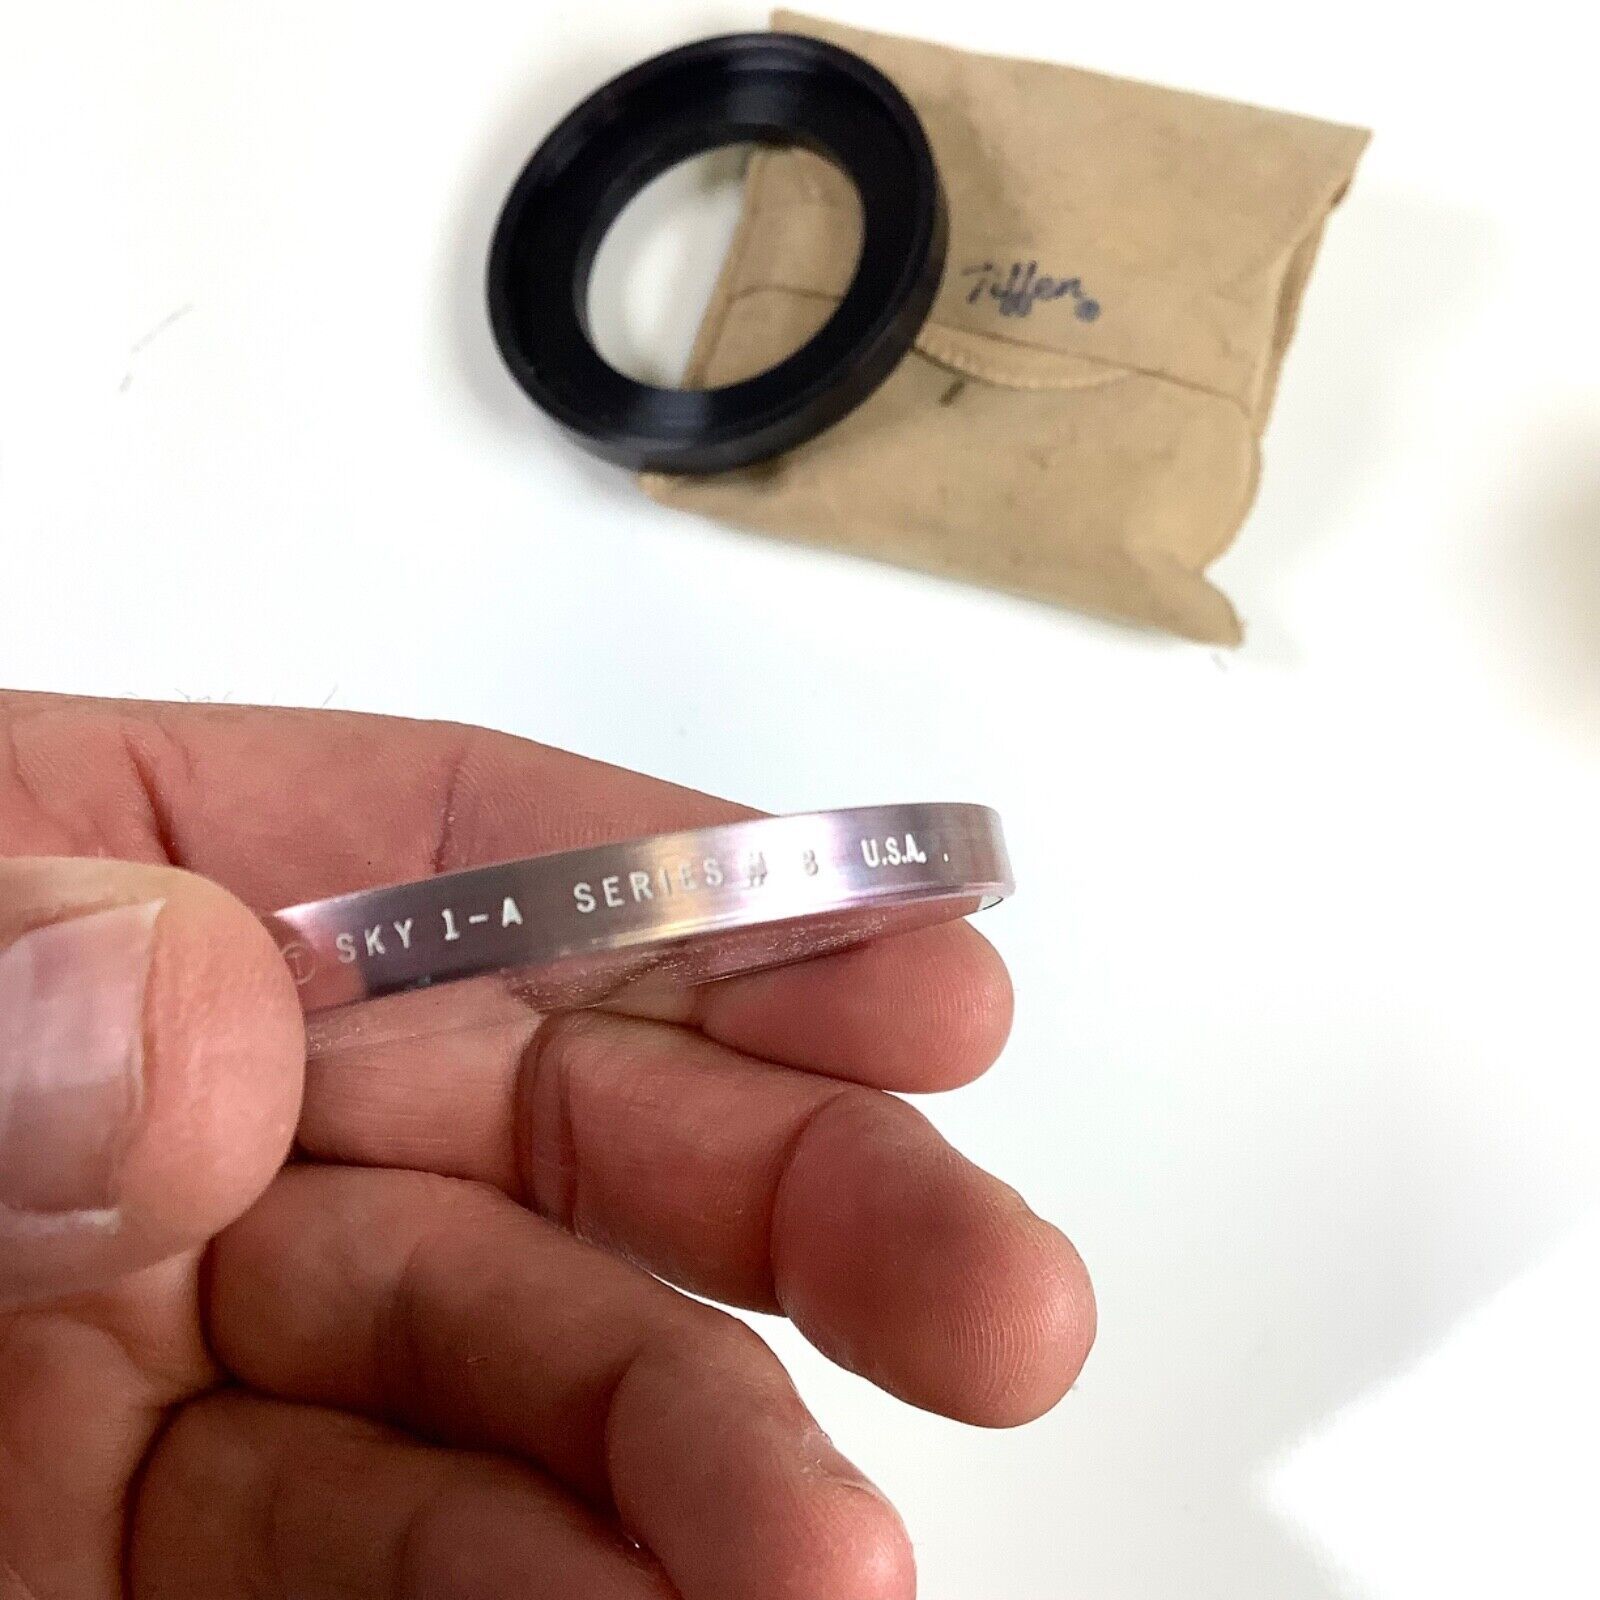 Tiffen®
Ⓣ SKY 1-A SERIES # 8 U.S.A.